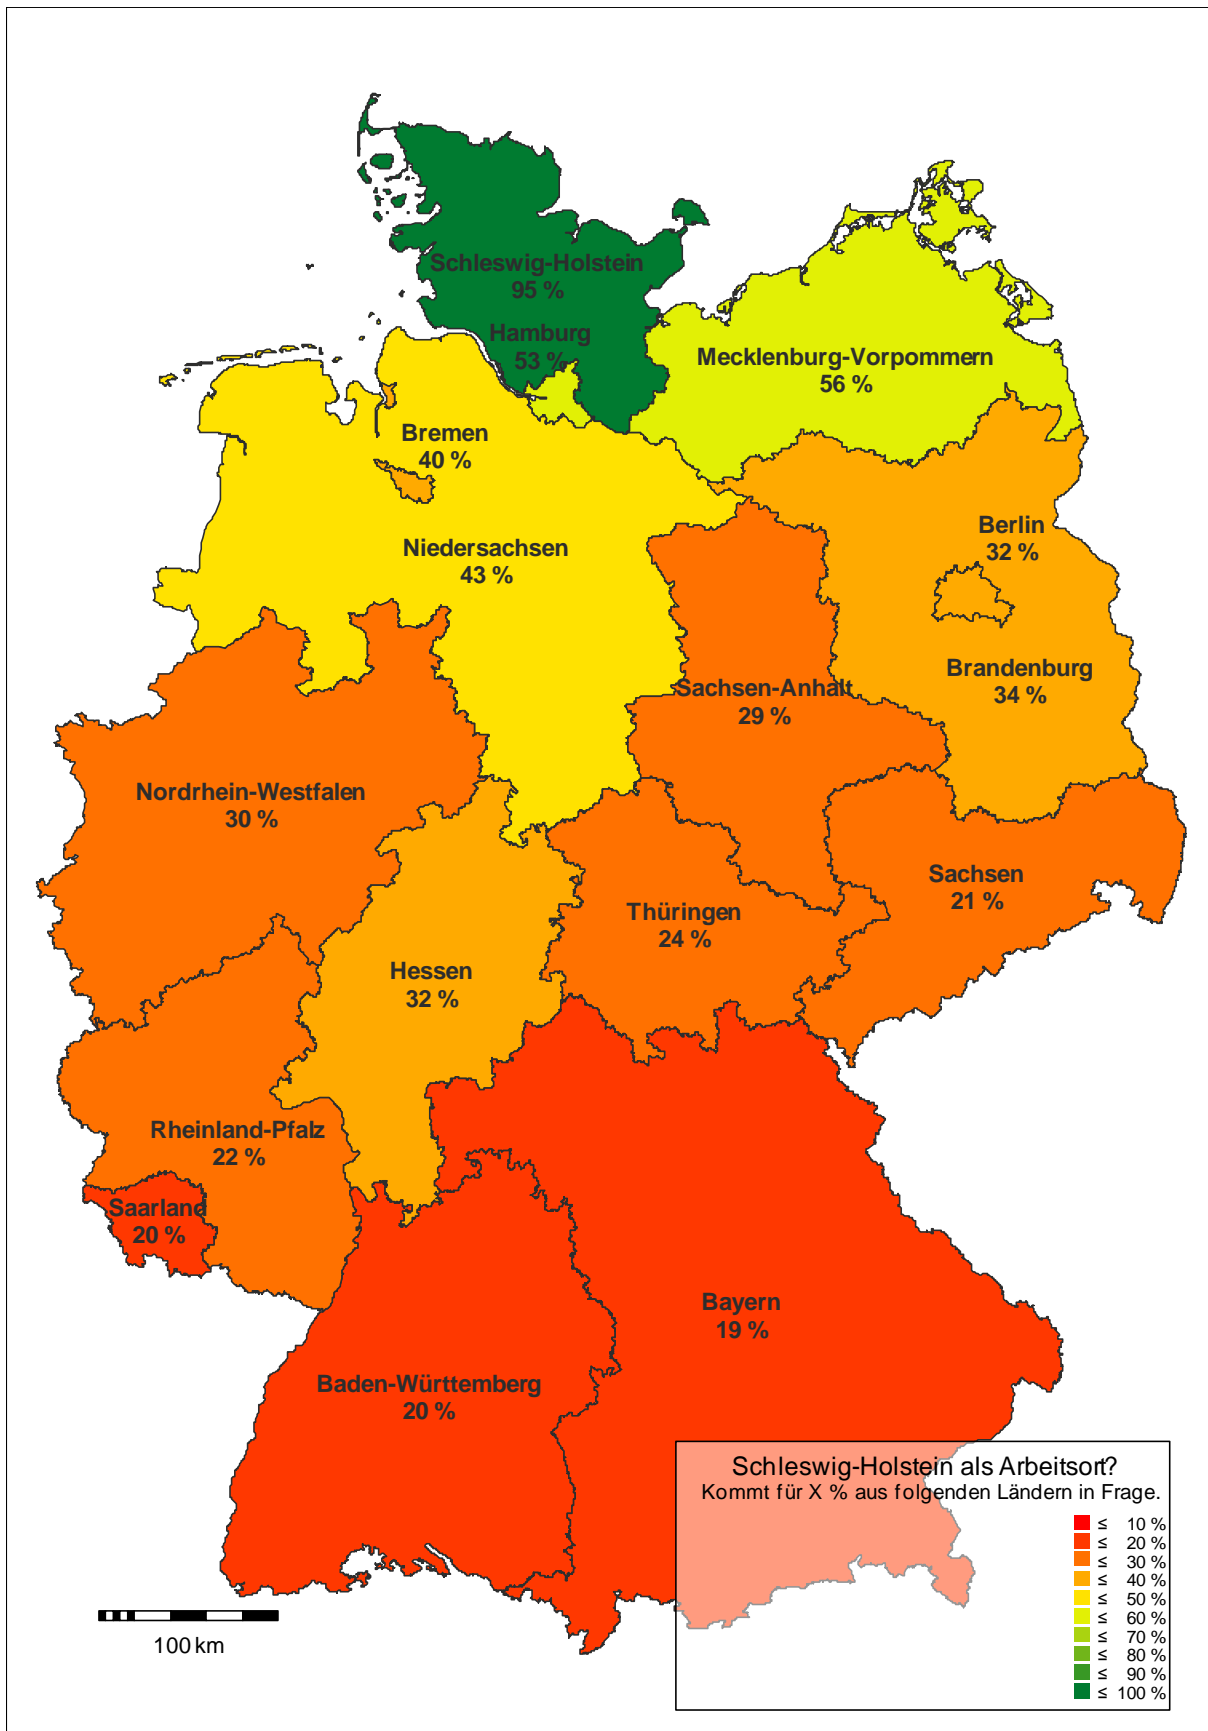 Schleswig-Holstein
95 %
Hamburg
53 %
Mecklenburg-Vorpommern
56 %
Bremen
40 %
Berlin
32 %
Niedersachsen
43 %
Brandenburg
34 %
Sachsen-Anhalt
29 %
Nordrhein-Westfalen
30 %
Sachsen
21 %
Thüringen
24 %
Hessen
32 %
Rheinland-Pfalz
22 %
Saarland
20 %
Bayern
19 %
Baden-Württemberg
20 %
Schleswig-Holstein als Arbeitsort?
Kommt für X % aus folgenden Ländern in Frage.
≤ 10 %
≤ 20 %
≤ 30 %
≤ 40 %
≤ 50 %
≤ 60 %
≤ 70 %
≤ 80 %
≤ 90 %
≤ 100 %
100 km